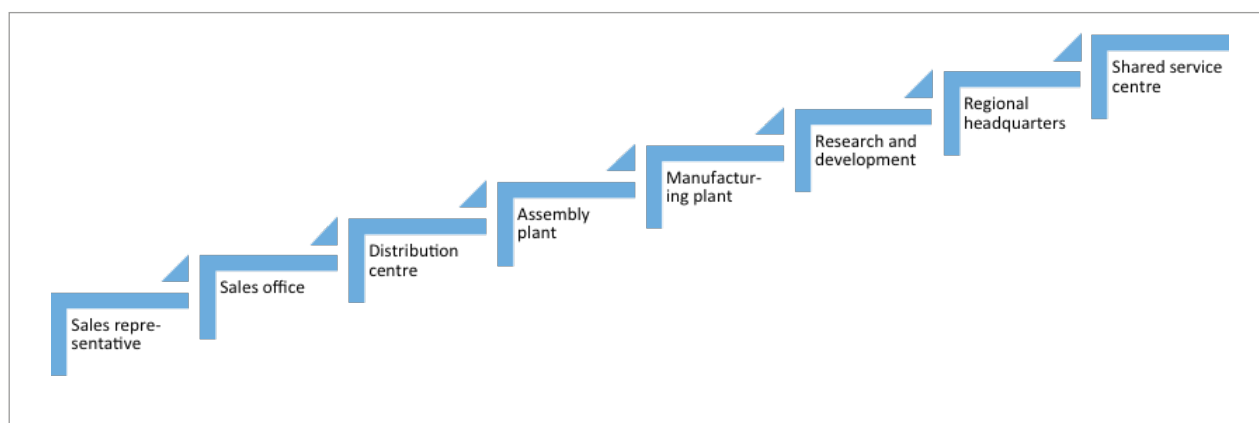 Sales repre-
sentative
Sales office
Distribution
centre
Assembly
plant
Manufactur-
ing plant
Research and
development
Regional
headquarters
Shared service
centre